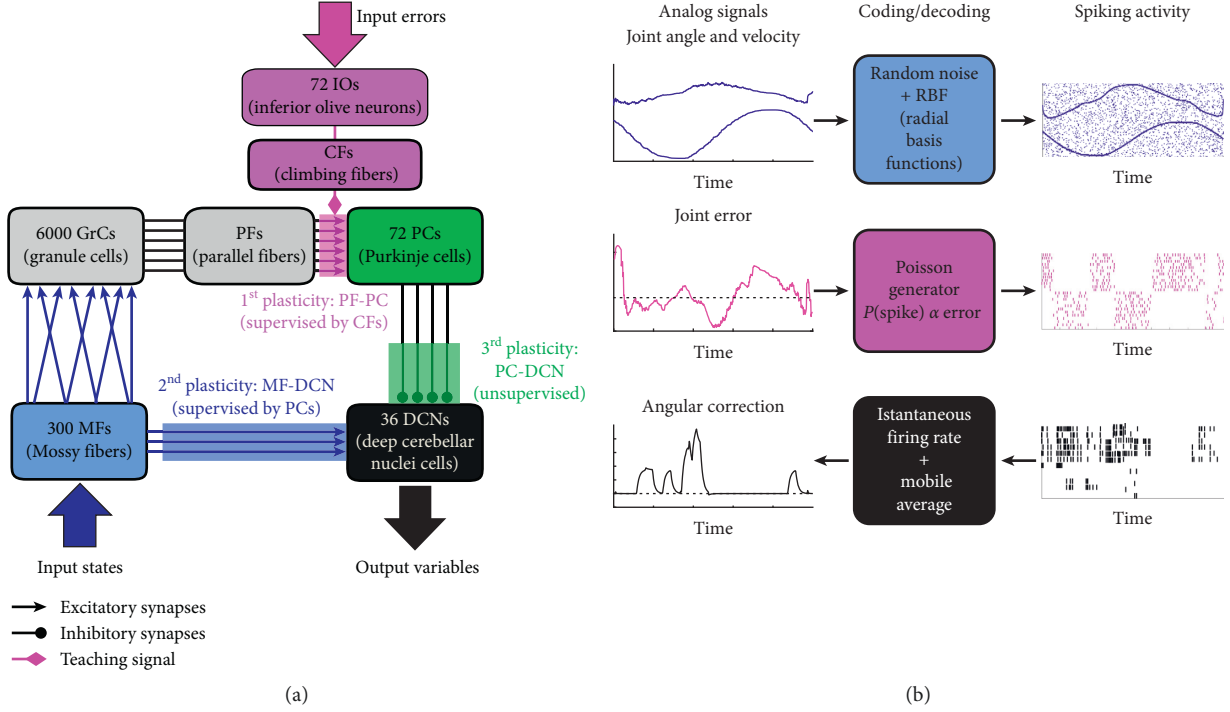 Input errors
72 IOs
(inferior olive neurons)
CFs
(climbing fibers)
6000 GrCs
(granule cells)
PFs
(parallel fibers)
72 PCs
(Purkinje cells)
1st plasticity: PF-PC
(supervised by CFs)
3rd plasticity:
PC-DCN
(unsupervised)
2nd plasticity: MF-DCN
(supervised by PCs)
300 MFs
(Mossy fibers)
36 DCNs
(deep cerebellar
nuclei cells)
Input states
Output variables
Excitatory synapses
Inhibitory synapses
Teaching signal
(a)
Analog signals
Joint angle and velocity
Coding/decoding
Spiking activity
Random noise
+ RBF
(radial
basis
functions)
Time
Time
Joint error
Poisson
generator
P(spike) α error
Time
Time
Angular correction
Istantaneous
firing rate
+
mobile
average
Time
Time
(b)